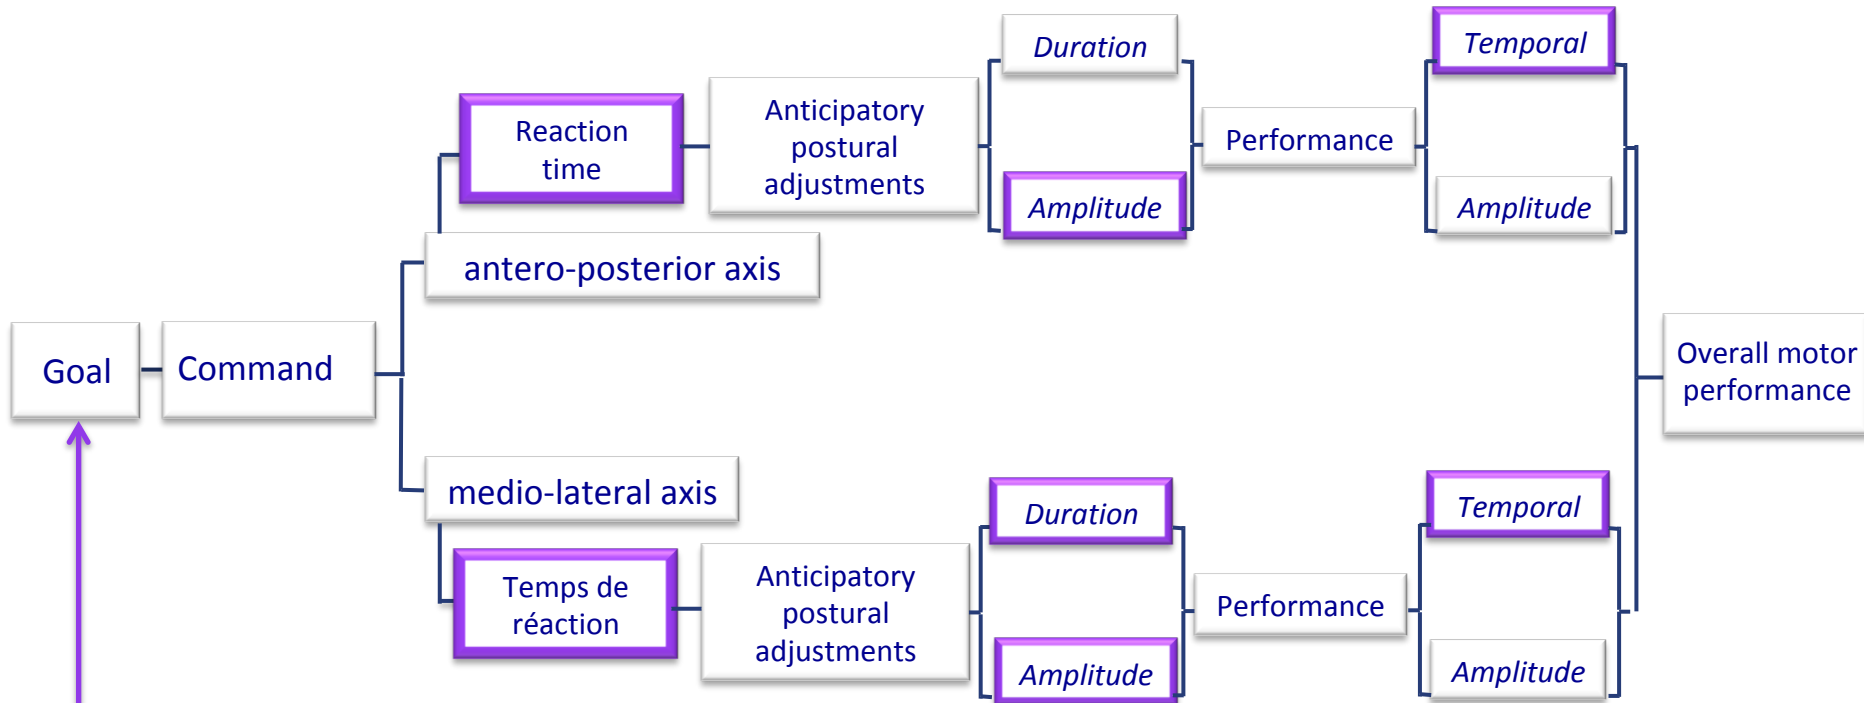 Goal
Command
antero-posterior axis
Reaction
time
Anticipatory
postural
adjustments
Duration
Amplitude
Performance
Temporal
Amplitude
medio-lateral axis
Temps de
réaction
Anticipatory
postural
adjustments
Duration
Amplitude
Performance
Temporal
Amplitude
Overall motor
performance